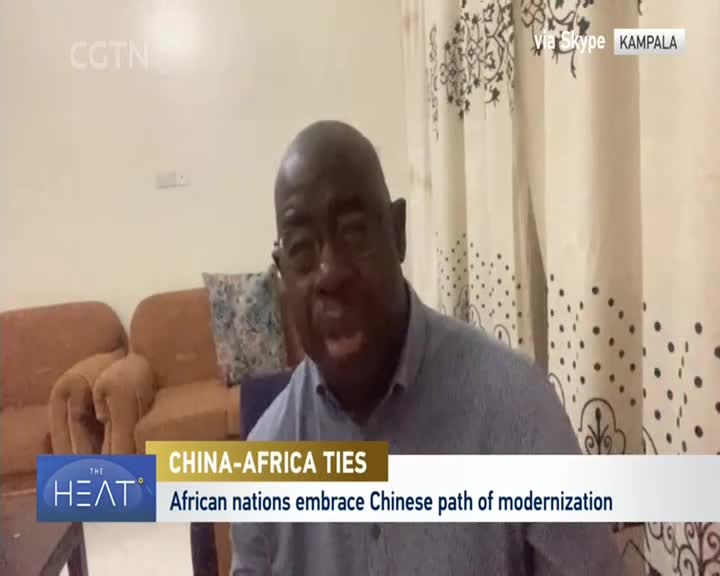 CGTN
via Skype
KAMPALA
CHINA-AFRICA TIES
THE
HEAT
African nations embrace Chinese path of modernization